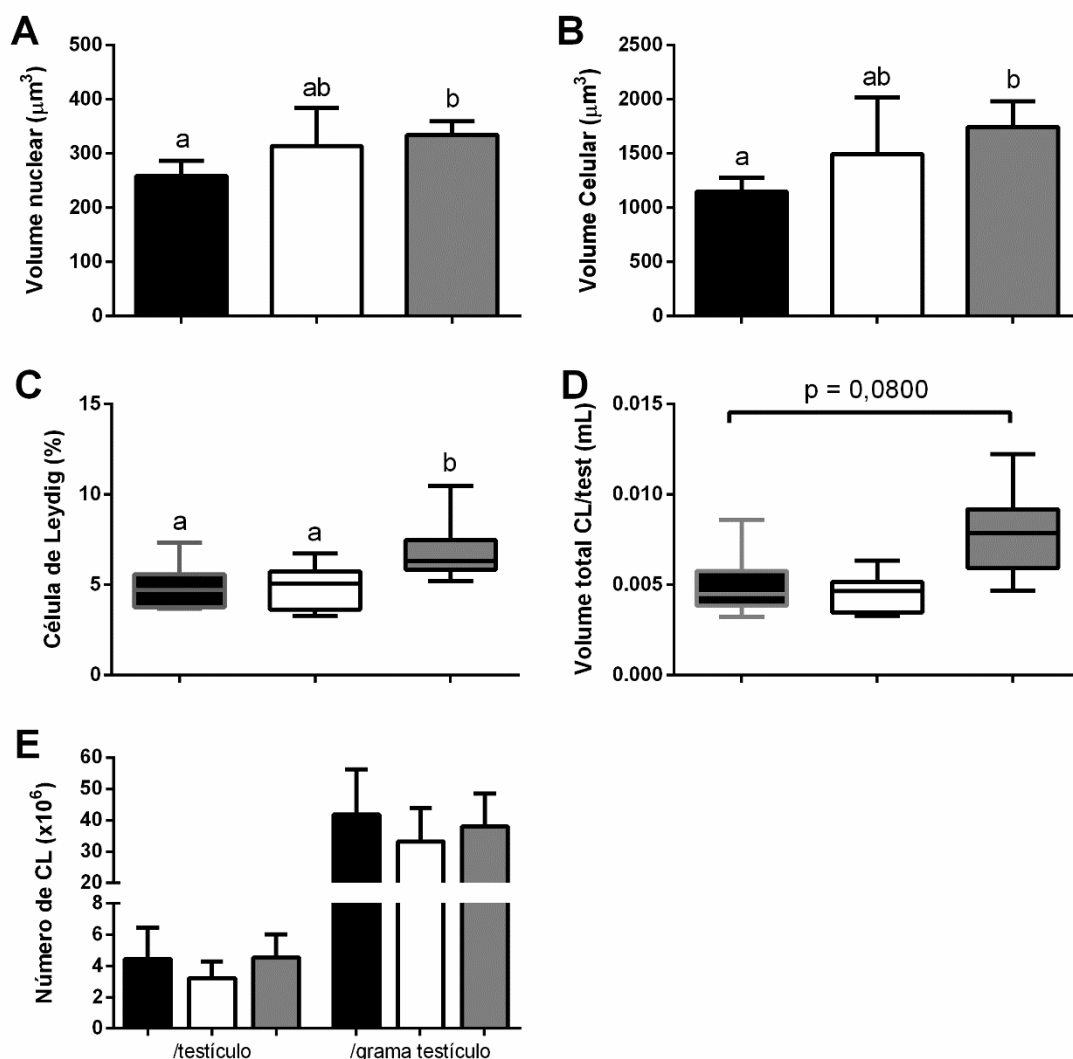 A
Volume nuclear (μm³)
500
400
300
200
100
0
a
ab
b
B
Volume Celular (μm³)
2500
2000
1500
1000
500
0
a
ab
b
C
Célula de Leydig (%)
15
10
5
0
a
a
b
D
Volume total CL/test (mL)
0.015
0.010
0.005
0.000
p = 0,0800
E
Número de CL (x10⁶)
60
50
40
30
20
8
6
4
2
0
/testículo
/grama testículo